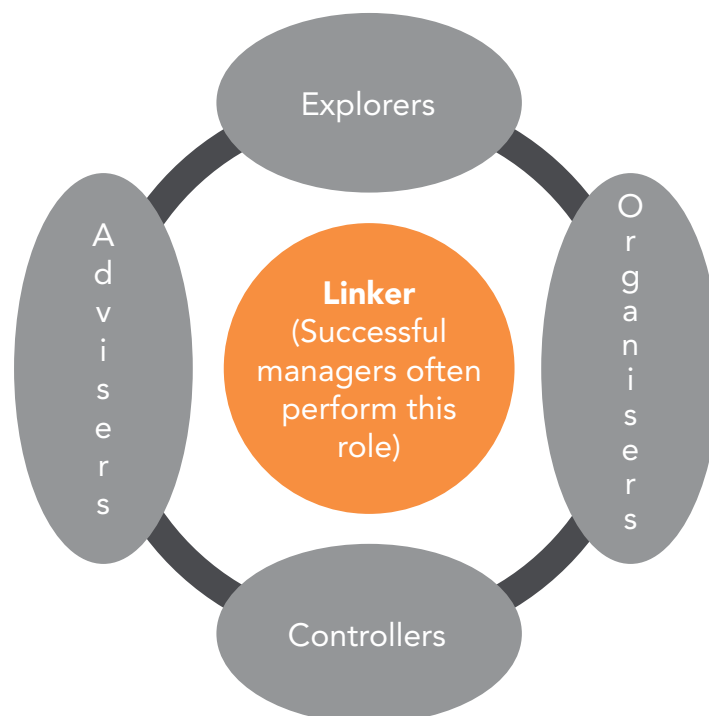 Explorers
Advisers
Organisers
Linker
(Successful
managers often
perform this
role)
Controllers